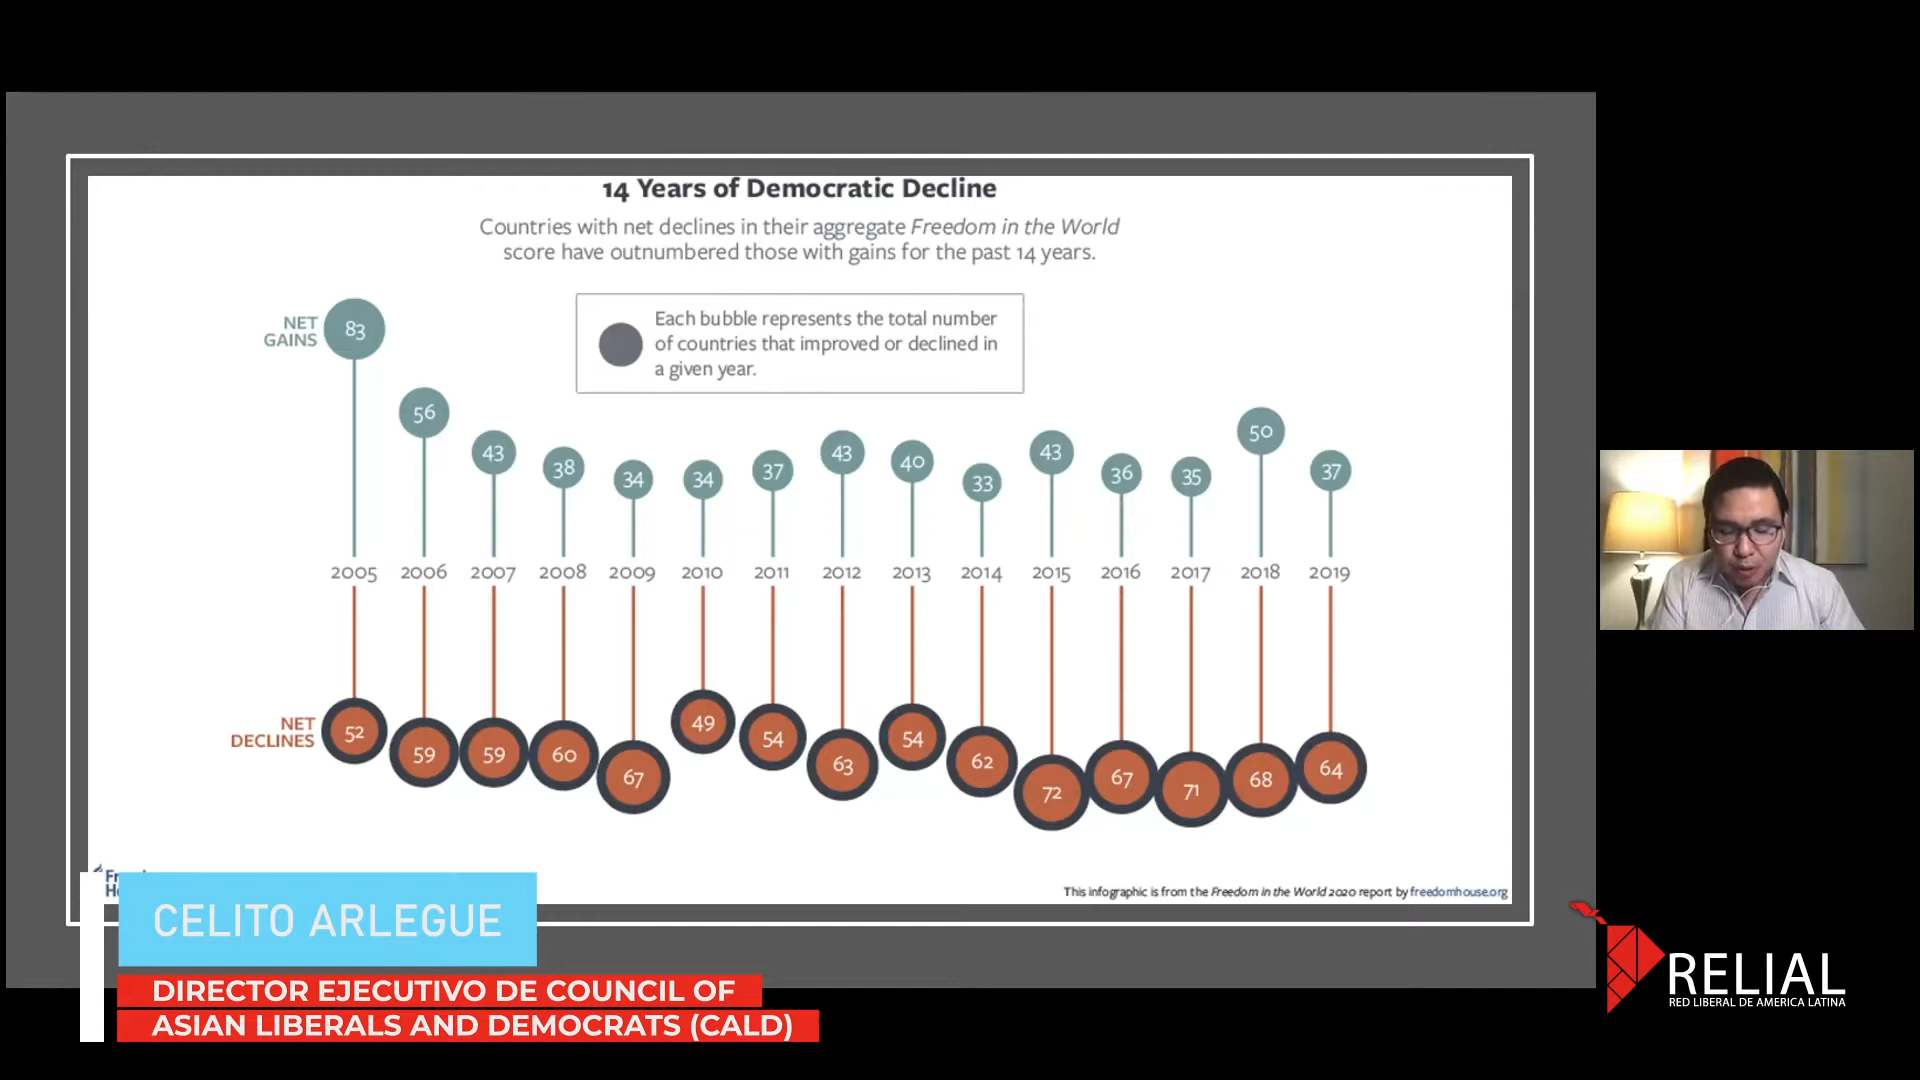 14 Years of Democratic Decline
Countries with net declines in their aggregate Freedom in the World
score have outnumbered those with gains for the past 14 years.
Each bubble represents the total number
of countries that improved or declined in
a given year.
NET
GAINS
83 56 43 38 34 34 37 43 40 33 43 36 35 50 37
2005 2006 2007 2008 2009 2010 2011 2012 2013 2014 2015 2016 2017 2018 2019
NET
DECLINES
52 59 59 60 67 49 54 63 54 62 72 67 71 68 64
This infographic is from the Freedom in the World 2020 report by freedomhouse.org
CELITO ARLEGUE
DIRECTOR EJECUTIVO DE COUNCIL OF
ASIAN LIBERALS AND DEMOCRATS (CALD)
RELIAL
RED LIBERAL DE AMERICA LATINA